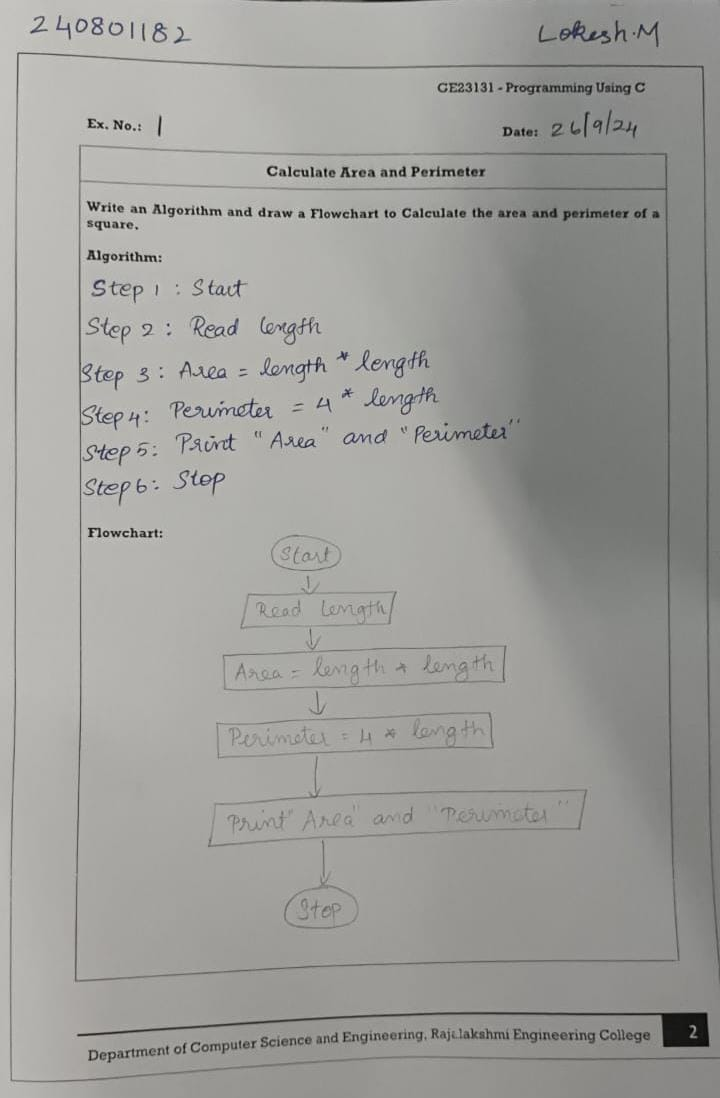 240801182
Lokesh.M
GE23131 - Programming Using C
Ex. No.: 1
Date: 26/9/24
Calculate Area and Perimeter
Write an Algorithm and draw a Flowchart to Calculate the area and perimeter of a
square.
Algorithm:
Step 1 : Start
Step 2 : Read length
Step 3 : Area = length * length
Step 4: Perimeter = 4 * length
Step 5: Print "Area" and "Perimeter"
Step 6: Stop
Flowchart:
Start
Read length
Area = length * length
Perimeter = 4 * length
Print "Area" and "Perimeter"
Stop
Department of Computer Science and Engineering, Rajalakshmi Engineering College
2